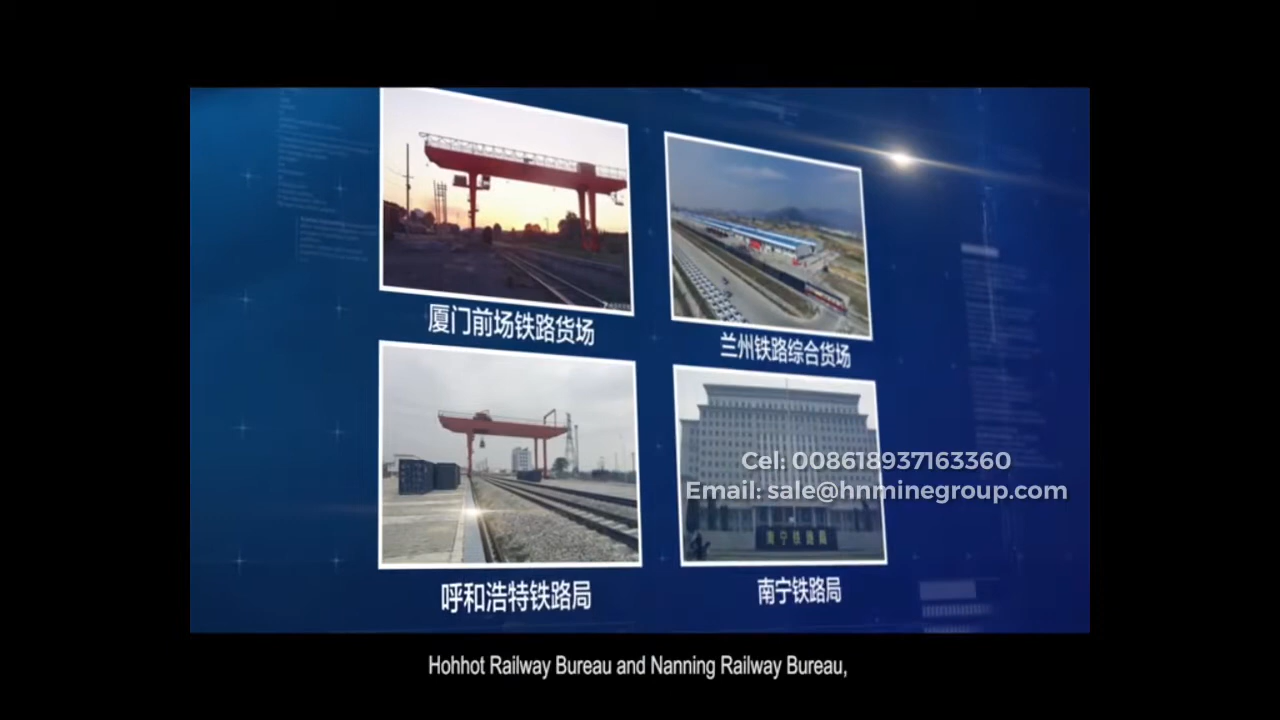 厦门前场铁路货场
兰州铁路综合货场
呼和浩特铁路局
南宁铁路局
南宁铁路局
Cel: 008618937163360
Email: sale@hnminegroup.com
Hohhot Railway Bureau and Nanning Railway Bureau,